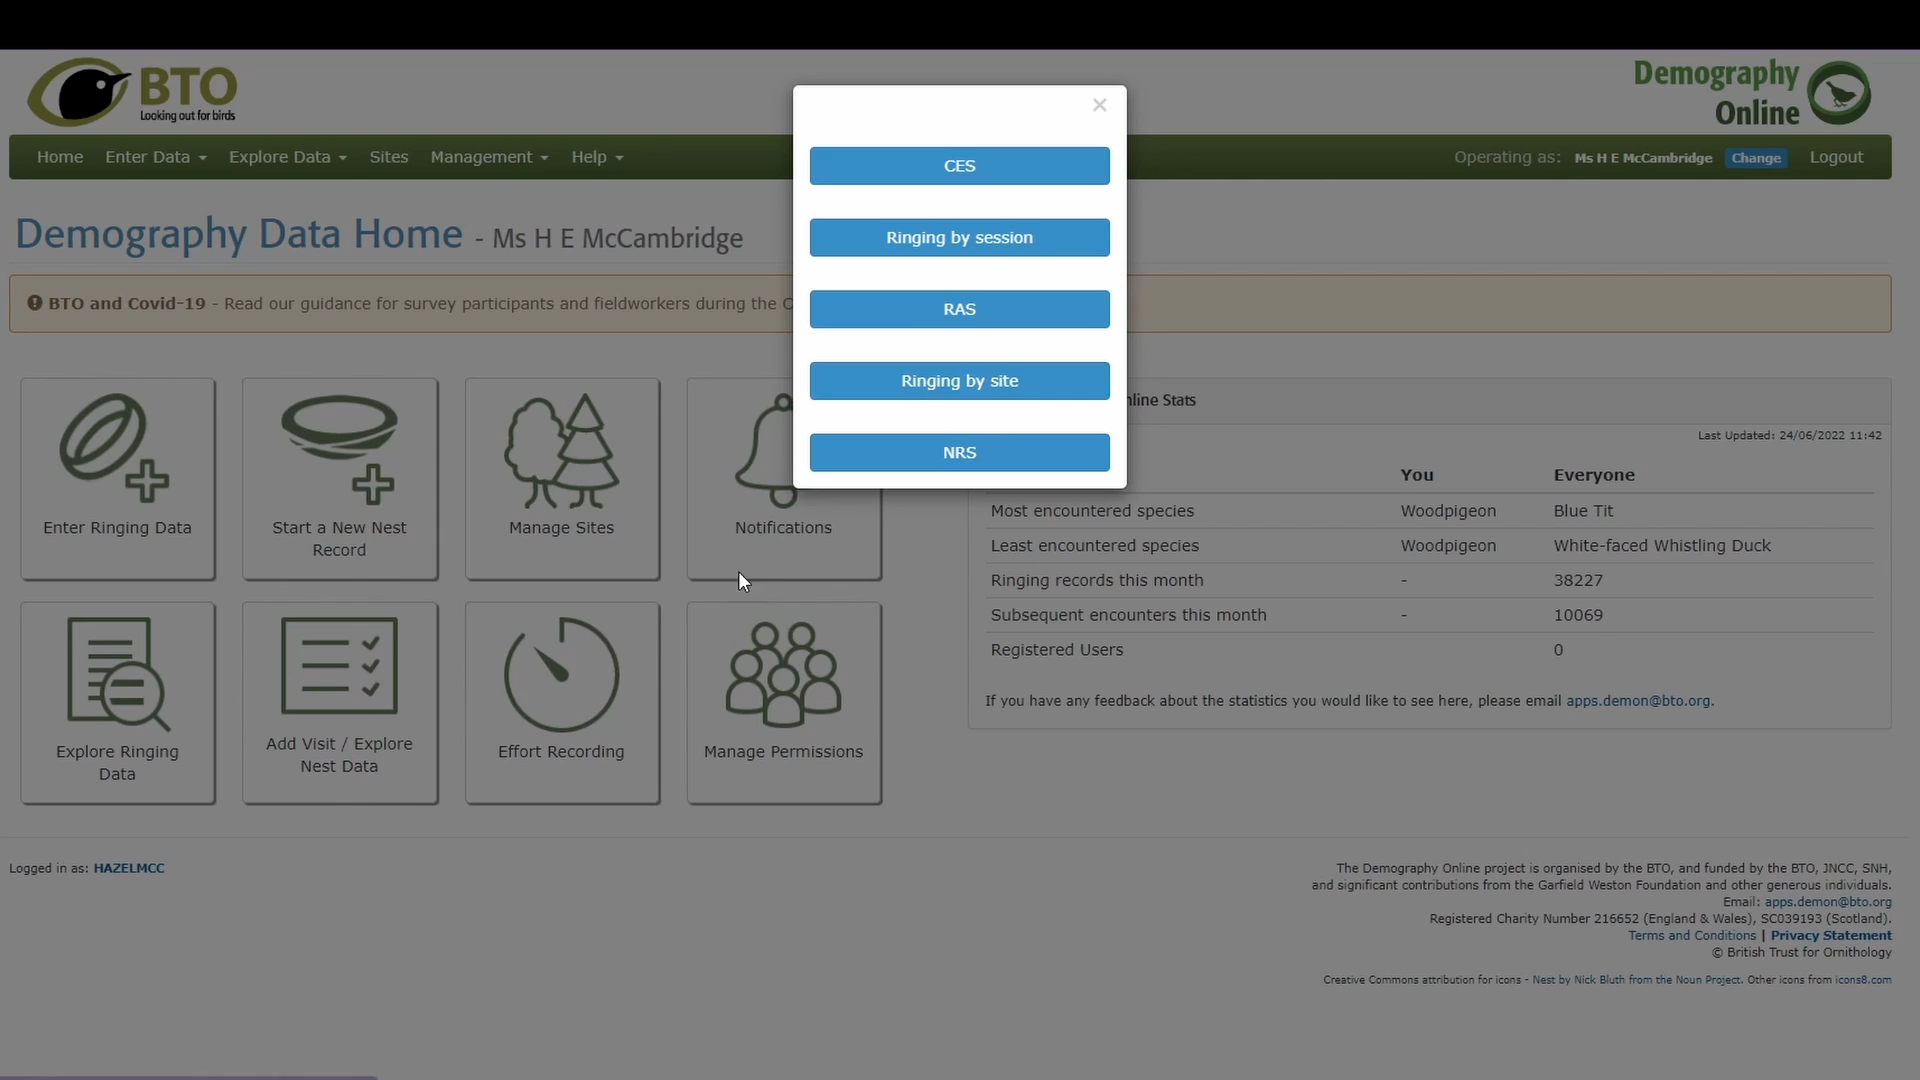 BTO
Looking out for birds
Demography
Online
Home Enter Data Explore Data Sites Management Help
Operating as: Ms H E McCambridge Change Logout
×
CES
Ringing by session
RAS
Ringing by site
NRS
Demography Data Home - Ms H E McCambridge
BTO and Covid-19 - Read our guidance for survey participants and fieldworkers during the C
Enter Ringing Data
Start a New Nest
Record
Manage Sites
Notifications
Explore Ringing
Data
Add Visit / Explore
Nest Data
Effort Recording
Manage Permissions
nline Stats
Last Updated: 24/06/2022 11:42
You Everyone
Most encountered species Woodpigeon Blue Tit
Least encountered species Woodpigeon White-faced Whistling Duck
Ringing records this month - 38227
Subsequent encounters this month - 10069
Registered Users 0
If you have any feedback about the statistics you would like to see here, please email apps.demon@bto.org.
Logged in as: HAZELMCC
The Demography Online project is organised by the BTO, and funded by the BTO, JNCC, SNH,
and significant contributions from the Garfield Weston Foundation and other generous individuals.
Email: apps.demon@bto.org
Registered Charity Number 216652 (England & Wales), SC039193 (Scotland).
Terms and Conditions | Privacy Statement
© British Trust for Ornithology
Creative Commons attribution for icons - Nest by Nick Bluth from the Noun Project. Other icons from icons8.com